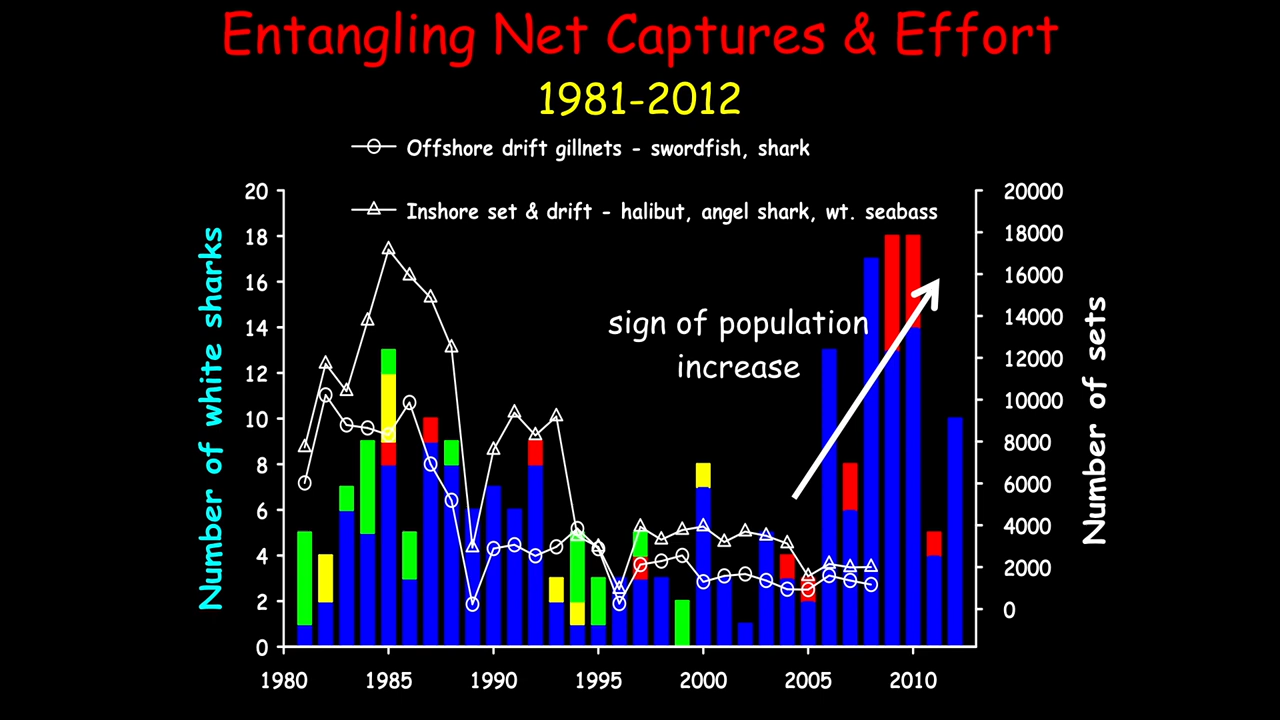 Entangling Net Captures & Effort
1981-2012
Offshore drift gillnets - swordfish, shark
Inshore set & drift - halibut, angel shark, wt. seabass
Number of white sharks
20
18
16
14
12
10
8
6
4
2
0
sign of population
increase
20000
18000
16000
14000
12000
10000
8000
6000
4000
2000
0
Number of sets
1980 1985 1990 1995 2000 2005 2010